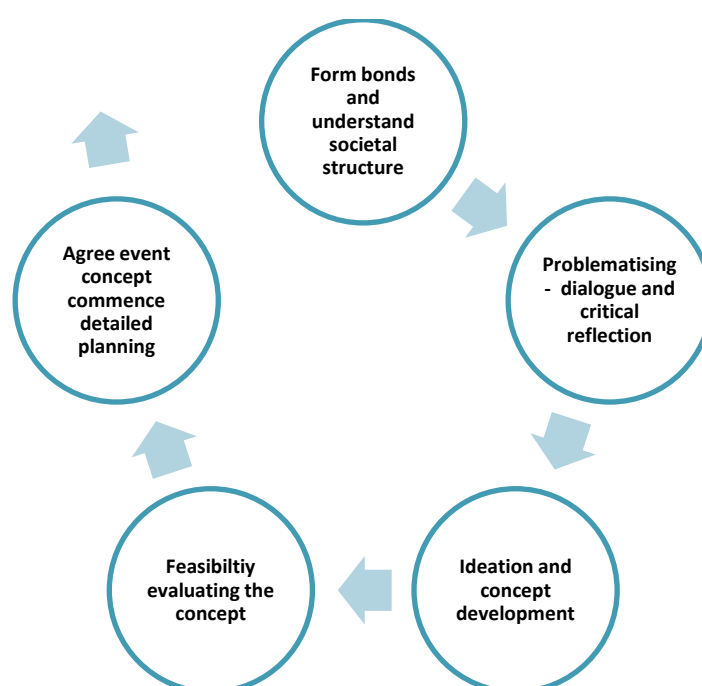 Form bonds
and
understand
societal
structure
Problematising
- dialogue and
critical
reflection
Ideation and
concept
development
Feasibiltiy
evaluating the
concept
Agree event
concept
commence
detailed
planning